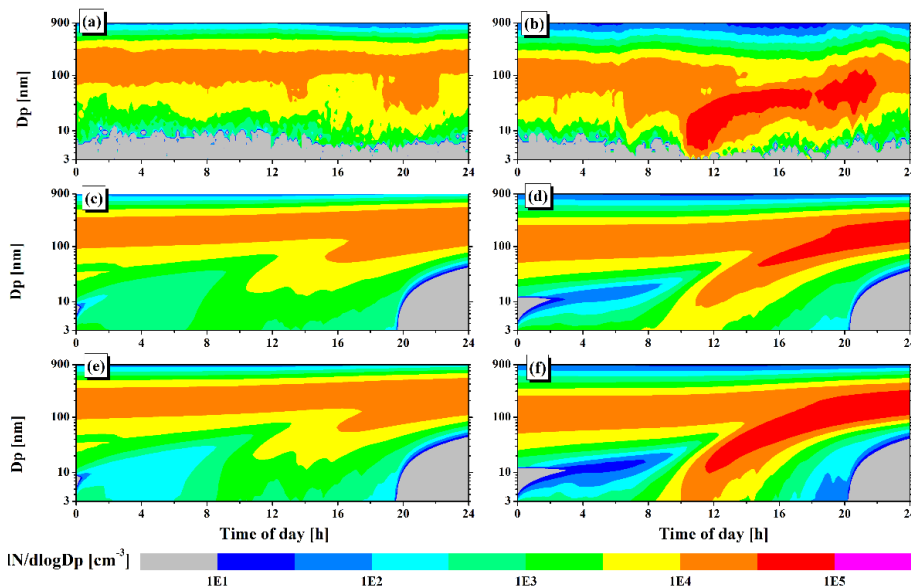 (a) (b)
Dp [nm] 900 100 10 3 900 100 10 3
0 4 8 12 16 20 24 0 4 8 12 16 20 24
(c) (d)
Dp [nm] 900 100 10 3 900 100 10 3
0 4 8 12 16 20 24 0 4 8 12 16 20 24
(e) (f)
Dp [nm] 900 100 10 3 900 100 10 3
0 4 8 12 16 20 24 0 4 8 12 16 20 24
Time of day [h] Time of day [h]
lN/dlogDp [cm-3]
1E1 1E2 1E3 1E4 1E5